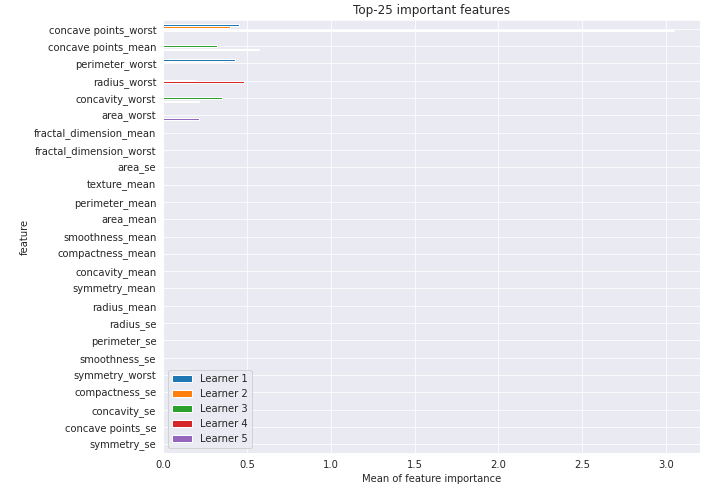 Top-25 important features
concave points_worst
concave points_mean
perimeter_worst
radius_worst
concavity_worst
area_worst
fractal_dimension_mean
fractal_dimension_worst
area_se
texture_mean
perimeter_mean
area_mean
smoothness_mean
compactness_mean
concavity_mean
symmetry_mean
radius_mean
radius_se
perimeter_se
smoothness_se
symmetry_worst
compactness_se
concavity_se
concave points_se
symmetry_se
feature
Learner 1
Learner 2
Learner 3
Learner 4
Learner 5
0.0 0.5 1.0 1.5 2.0 2.5 3.0
Mean of feature importance